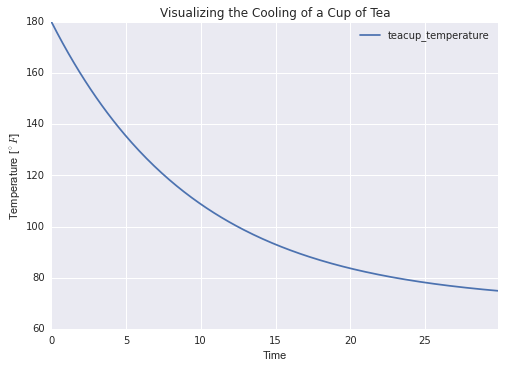 Visualizing the Cooling of a Cup of Tea
teacup_temperature
180
160
140
120
100
80
60
Temperature [°F]
0 5 10 15 20 25
Time